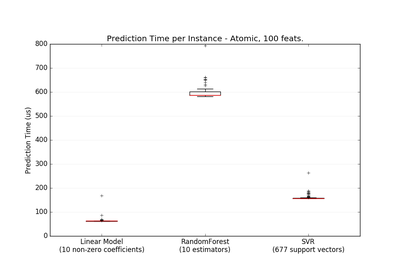 Prediction Time per Instance - Atomic, 100 feats.
800
700
600
500
400
300
200
100
0
Prediction Time (us)
Linear Model
(10 non-zero coefficients)
RandomForest
(10 estimators)
SVR
(677 support vectors)